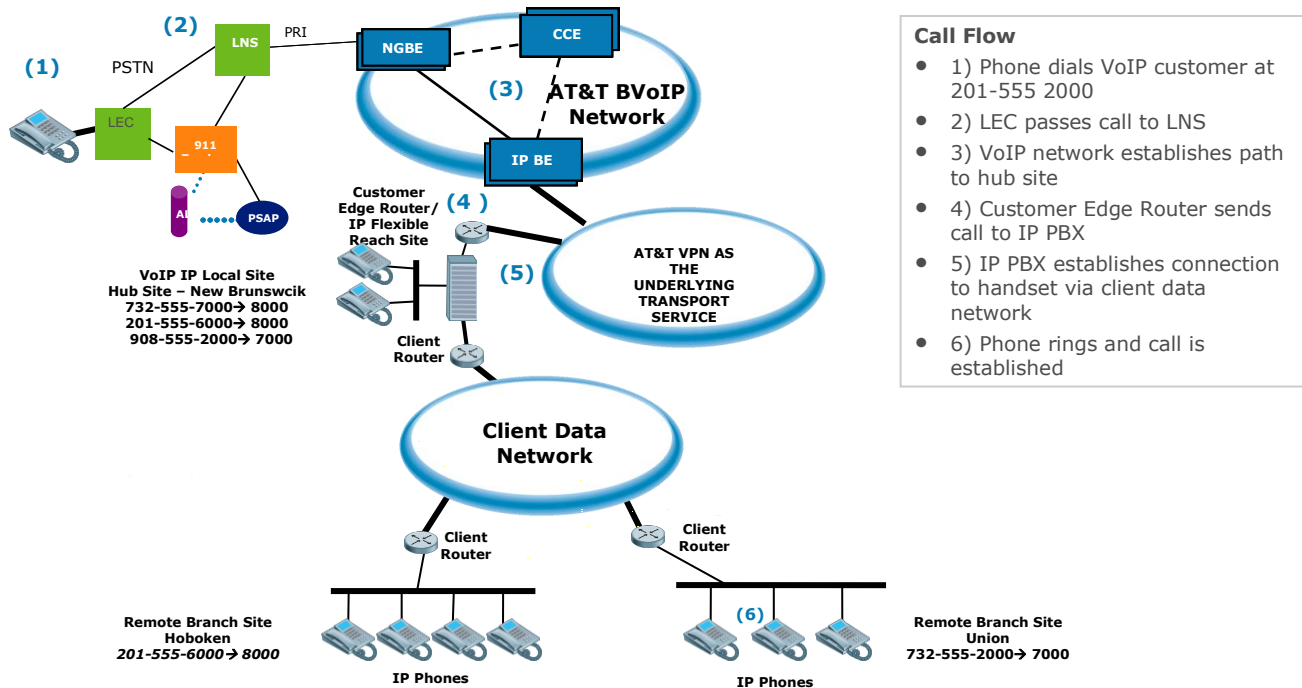 (2)
LNS
PRI
NGBE
CCE
(1)
PSTN
LEC
911
(3)
AT&T BVoIP
Network
IP BE
PSAP
Customer
Edge Router/
IP Flexible
Reach Site
(4 )
(5)
AT&T VPN AS
THE
UNDERLYING
TRANSPORT
SERVICE
VoIP IP Local Site
Hub Site – New Brunswcik
732-555-7000→ 8000
201-555-6000→ 8000
908-555-2000→ 7000
Client
Router
Client Data
Network
Client
Router
Client
Router
Remote Branch Site
Hoboken
201-555-6000→ 8000
IP Phones
(6)
IP Phones
Remote Branch Site
Union
732-555-2000→ 7000
Call Flow
• 1) Phone dials VoIP customer at
201-555 2000
• 2) LEC passes call to LNS
• 3) VoIP network establishes path
to hub site
• 4) Customer Edge Router sends
call to IP PBX
• 5) IP PBX establishes connection
to handset via client data
network
• 6) Phone rings and call is
established